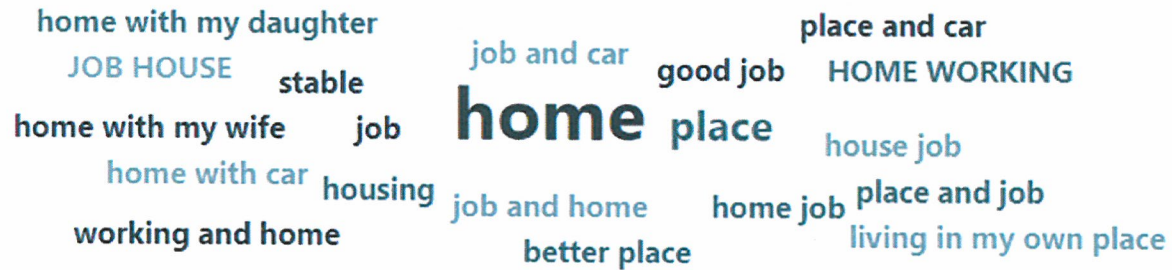 home with my daughter
place and car
job and car
JOB HOUSE
stable
good job
HOME WORKING
home with my wife
job
home
place
house job
home with car
housing
job and home
home job
place and job
working and home
better place
living in my own place